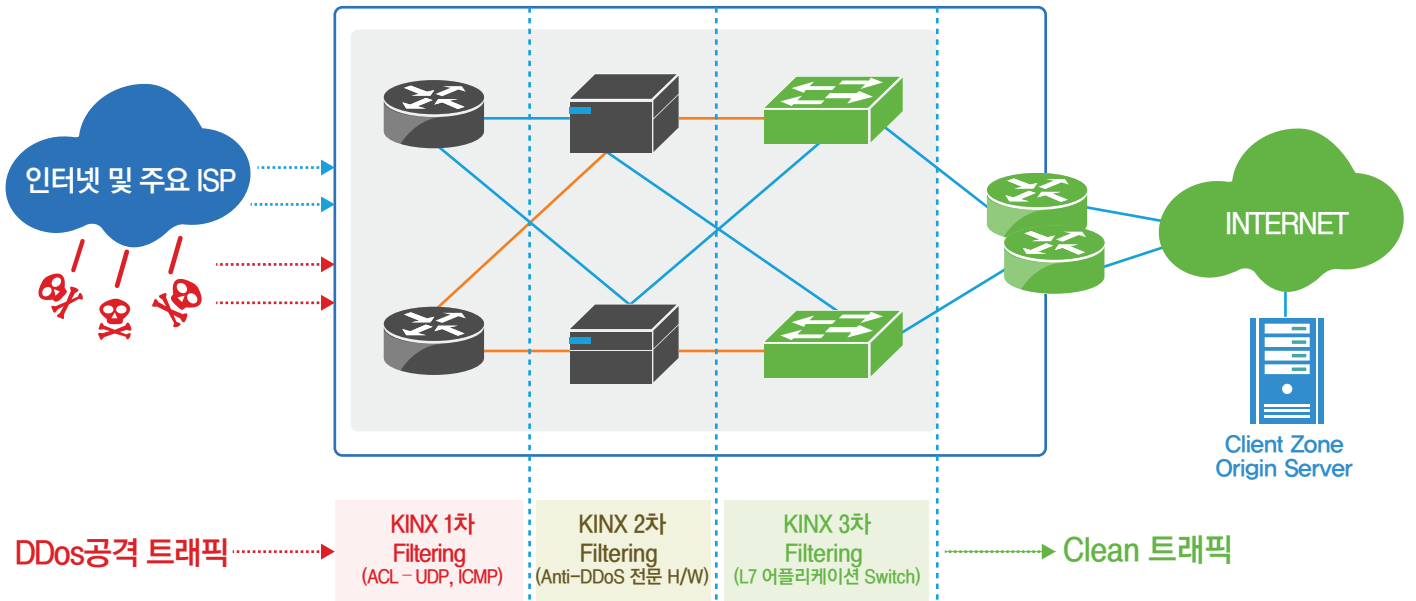 인터넷 및 주요 ISP
INTERNET
Client Zone
Origin Server
DDos공격 트래픽
KINX 1차
Filtering
(ACL – UDP, ICMP)
KINX 2차
Filtering
(Anti-DDoS 전문 H/W)
KINX 3차
Filtering
(L7 어플리케이션 Switch)
Clean 트래픽